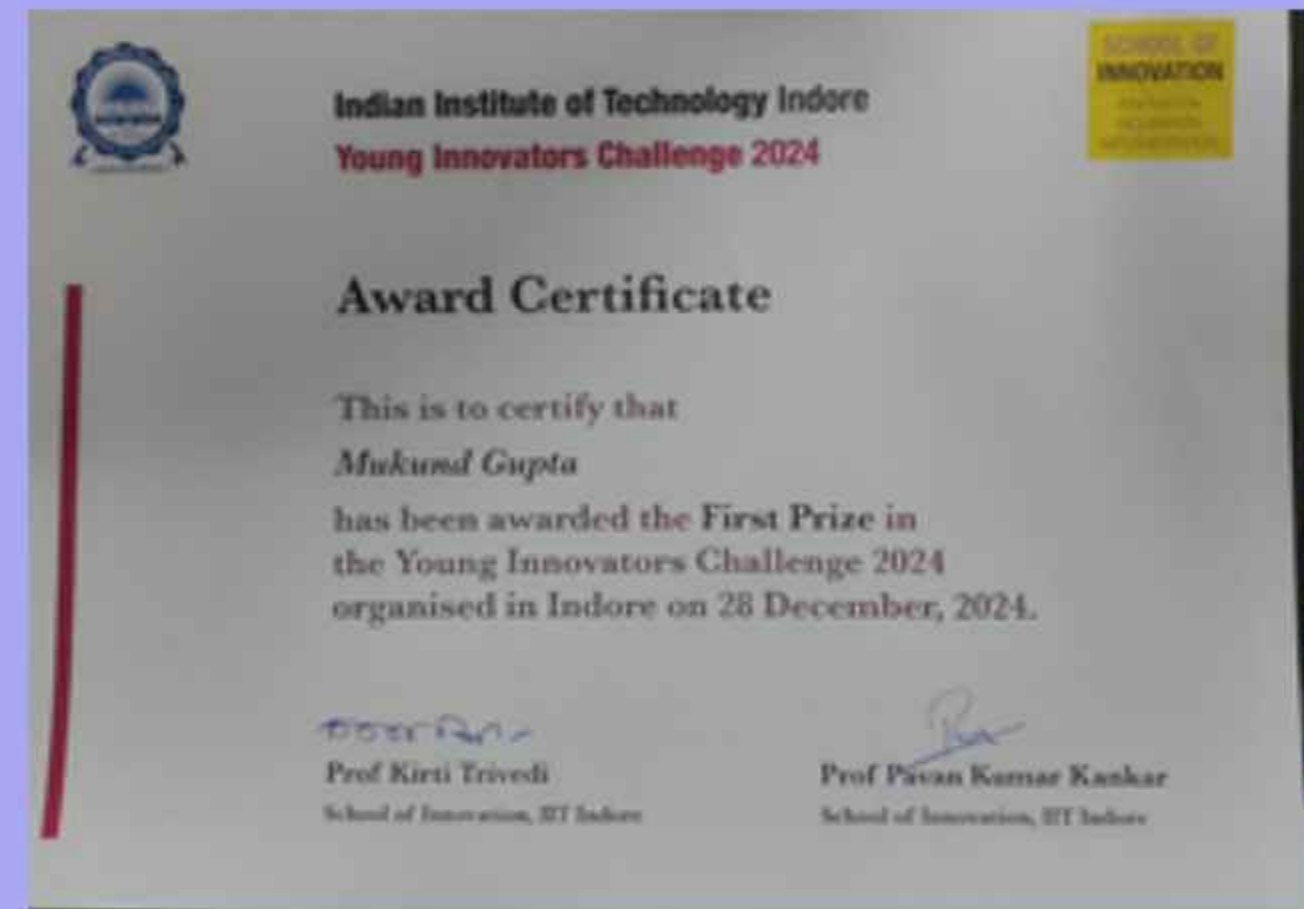 Indian Institute of Technology Indore
Young Innovators Challenge 2024
SCHOOL OF
INNOVATION
Award Certificate
This is to certify that
Mukund Gupta
has been awarded the First Prize in
the Young Innovators Challenge 2024
organised in Indore on 28 December, 2024.
Prof Kirti Trivedi
School of Innovation, IIT Indore
Prof Pavan Kumar Kankar
School of Innovation, IIT Indore